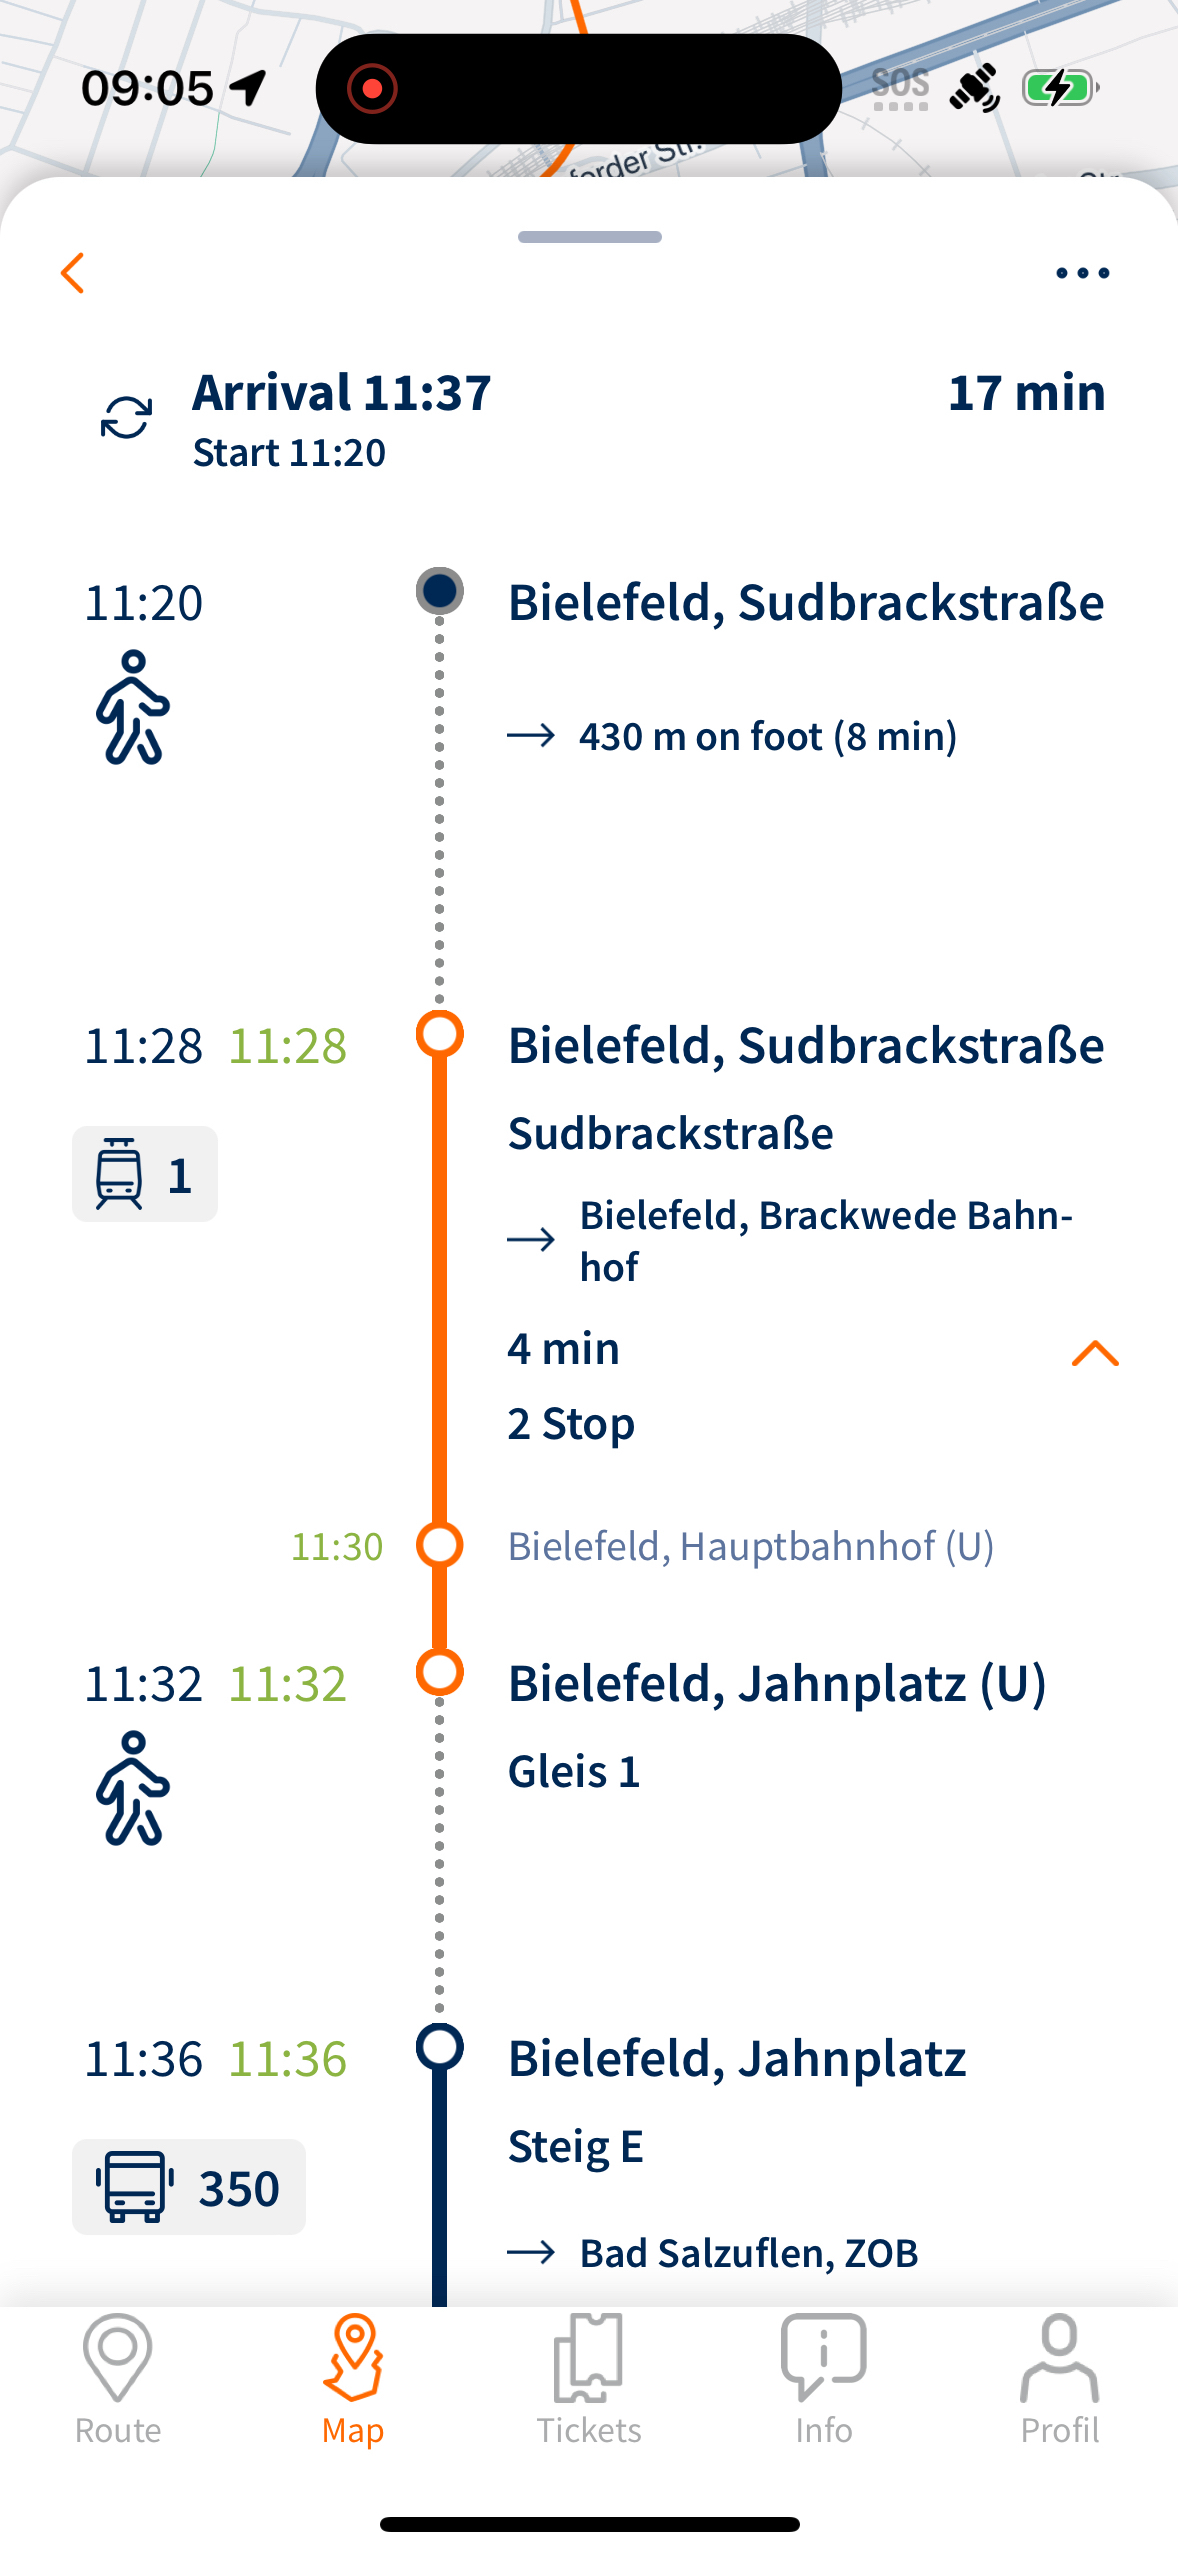 09:05
SOS
forder Str.
Arrival 11:37
17 min
Start 11:20
11:20
Bielefeld, Sudbrackstraße
430 m on foot (8 min)
11:28 11:28
Bielefeld, Sudbrackstraße
Sudbrackstraße
1
Bielefeld, Brackwede Bahn-
hof
4 min
2 Stop
11:30
Bielefeld, Hauptbahnhof (U)
11:32 11:32
Bielefeld, Jahnplatz (U)
Gleis 1
11:36 11:36
Bielefeld, Jahnplatz
Steig E
350
Bad Salzuflen, ZOB
Route
Map
Tickets
Info
Profil